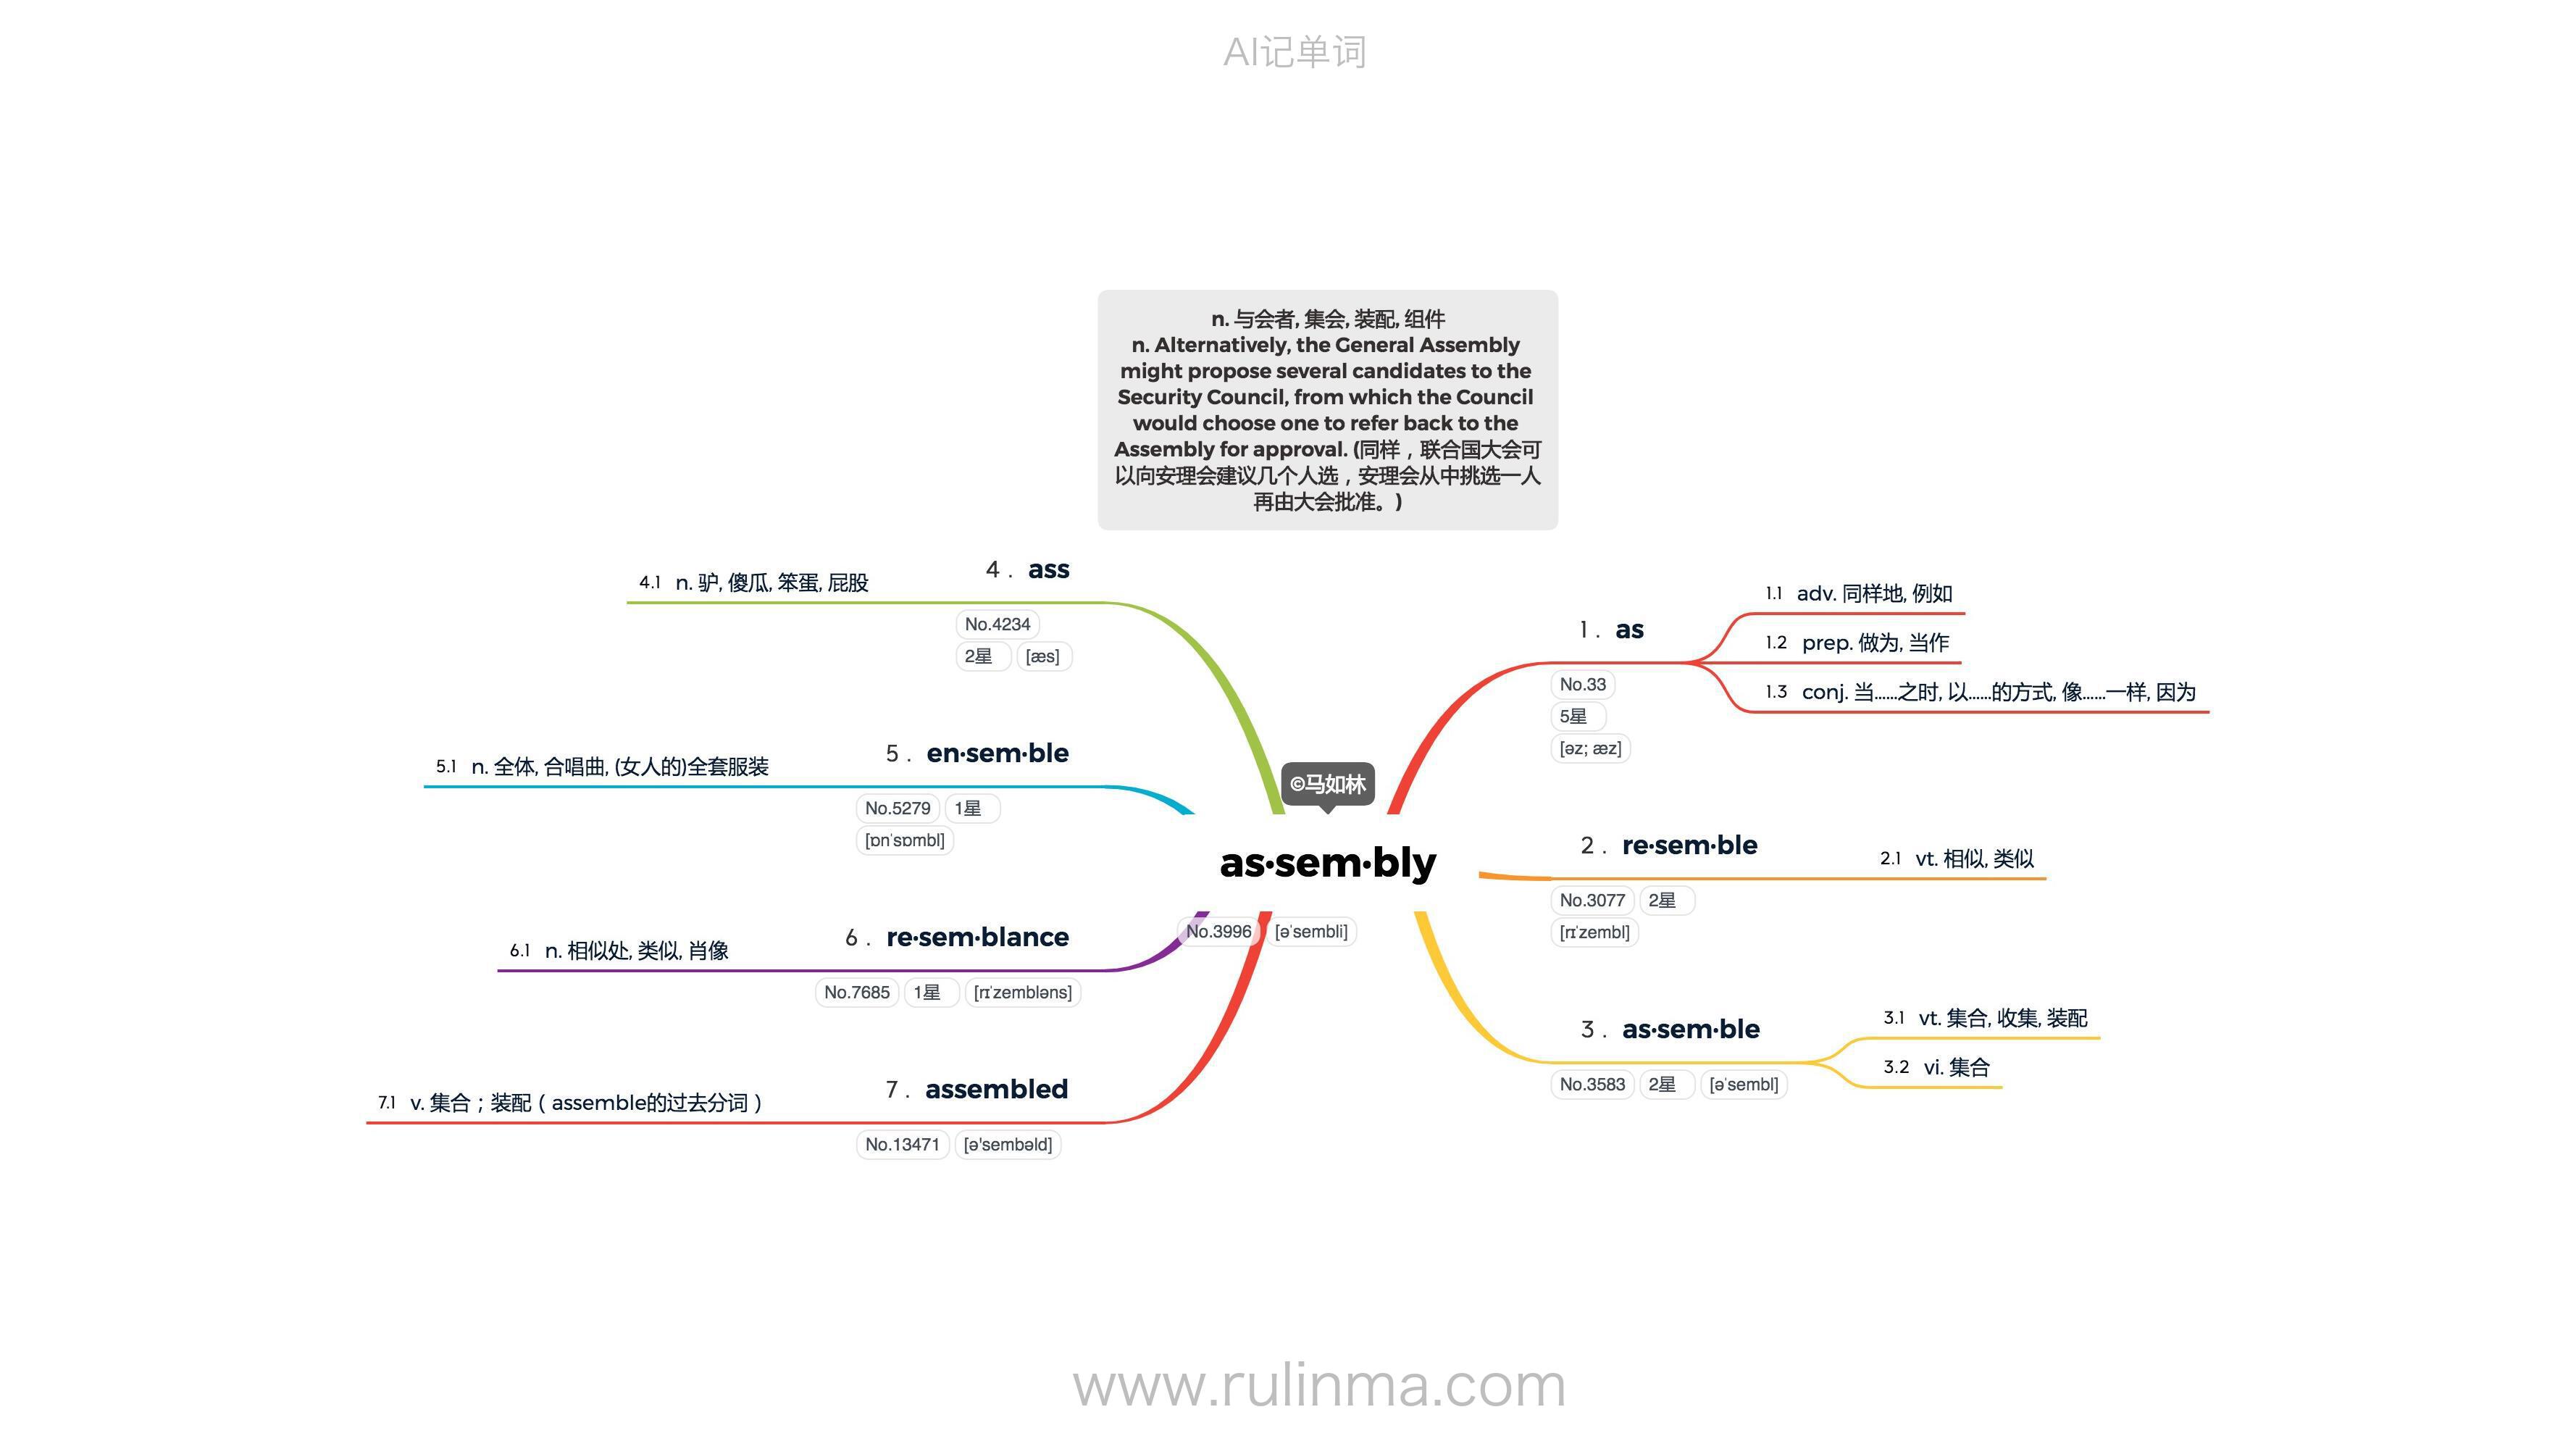 AI记单词
n. 与会者, 集会, 装配, 组件
n. Alternatively, the General Assembly
might propose several candidates to the
Security Council, from which the Council
would choose one to refer back to the
Assembly for approval. (同样，联合国大会可
以向安理会建议几个人选，安理会从中挑选一人
再由大会批准。)
©马如林
as·sem·bly
No.3996 [əˈsembli]
1. as
No.33
5星
[əz; æz]
1.1 adv. 同样地, 例如
1.2 prep. 做为, 当作
1.3 conj. 当……之时, 以……的方式, 像……一样, 因为
2. re·sem·ble
No.3077 2星
[rɪˈzembl]
2.1 vt. 相似, 类似
3. as·sem·ble
No.3583 2星 [əˈsembl]
3.1 vt. 集合, 收集, 装配
3.2 vi. 集合
4. ass
No.4234
2星 [æs]
4.1 n. 驴, 傻瓜, 笨蛋, 屁股
5. en·sem·ble
No.5279 1星
[ɒnˈsɒmbl]
5.1 n. 全体, 合唱曲, (女人的)全套服装
6. re·sem·blance
No.7685 1星 [rɪˈzembləns]
6.1 n. 相似处, 类似, 肖像
7. assembled
No.13471 [ə'sembəld]
7.1 v. 集合；装配（assemble的过去分词）
www.rulinma.com